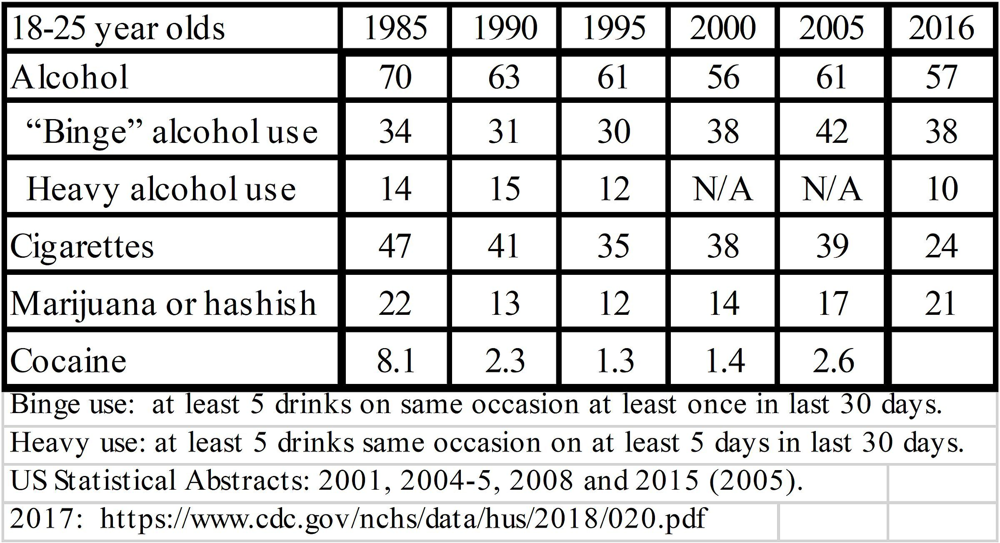 18-25 year olds 1985 1990 1995 2000 2005 2016
Alcohol 70 63 61 56 61 57
“Binge” alcohol use 34 31 30 38 42 38
Heavy alcohol use 14 15 12 N/A N/A 10
Cigarettes 47 41 35 38 39 24
Marijuana or hashish 22 13 12 14 17 21
Cocaine 8.1 2.3 1.3 1.4 2.6
Binge use: at least 5 drinks on same occasion at least once in last 30 days.
Heavy use: at least 5 drinks same occasion on at least 5 days in last 30 days.
US Statistical Abstracts: 2001, 2004-5, 2008 and 2015 (2005).
2017: https://www.cdc.gov/nchs/data/hus/2018/020.pdf